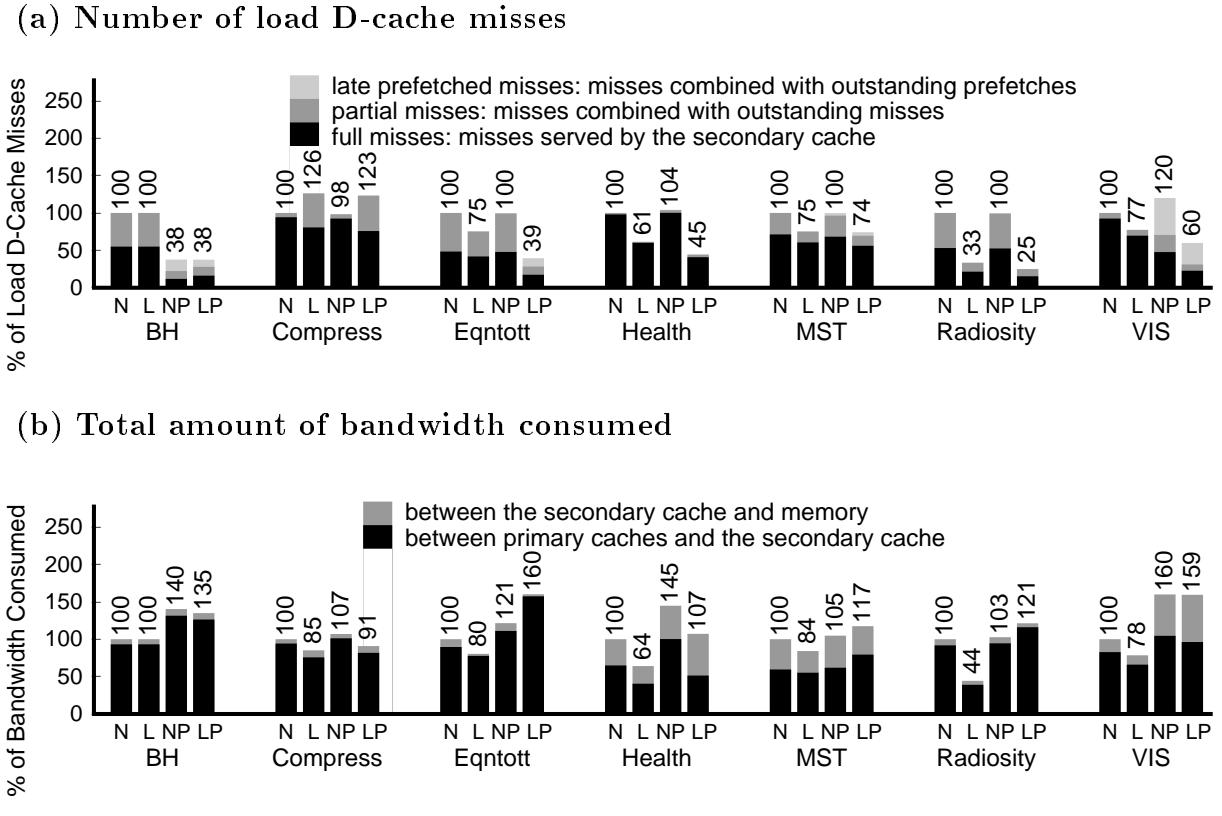 (a) Number of load D-cache misses
% of Load D-Cache Misses
250
200
150
100
50
0
late prefetched misses: misses combined with outstanding prefetches
partial misses: misses combined with outstanding misses
full misses: misses served by the secondary cache
100 100 38 38
100 126 98 123
100 75 100 39
100 61 104 45
100 75 100 74
100 33 100 25
100 77 120 60
N L NP LP N L NP LP N L NP LP N L NP LP N L NP LP N L NP LP N L NP LP
BH Compress Eqntott Health MST Radiosity VIS
(b) Total amount of bandwidth consumed
% of Bandwidth Consumed
250
200
150
100
50
0
between the secondary cache and memory
between primary caches and the secondary cache
100 100 140 135
100 85 107 91
100 80 121 160
100 64 145 107
100 84 105 117
100 44 103 121
100 78 160 159
N L NP LP N L NP LP N L NP LP N L NP LP N L NP LP N L NP LP N L NP LP
BH Compress Eqntott Health MST Radiosity VIS